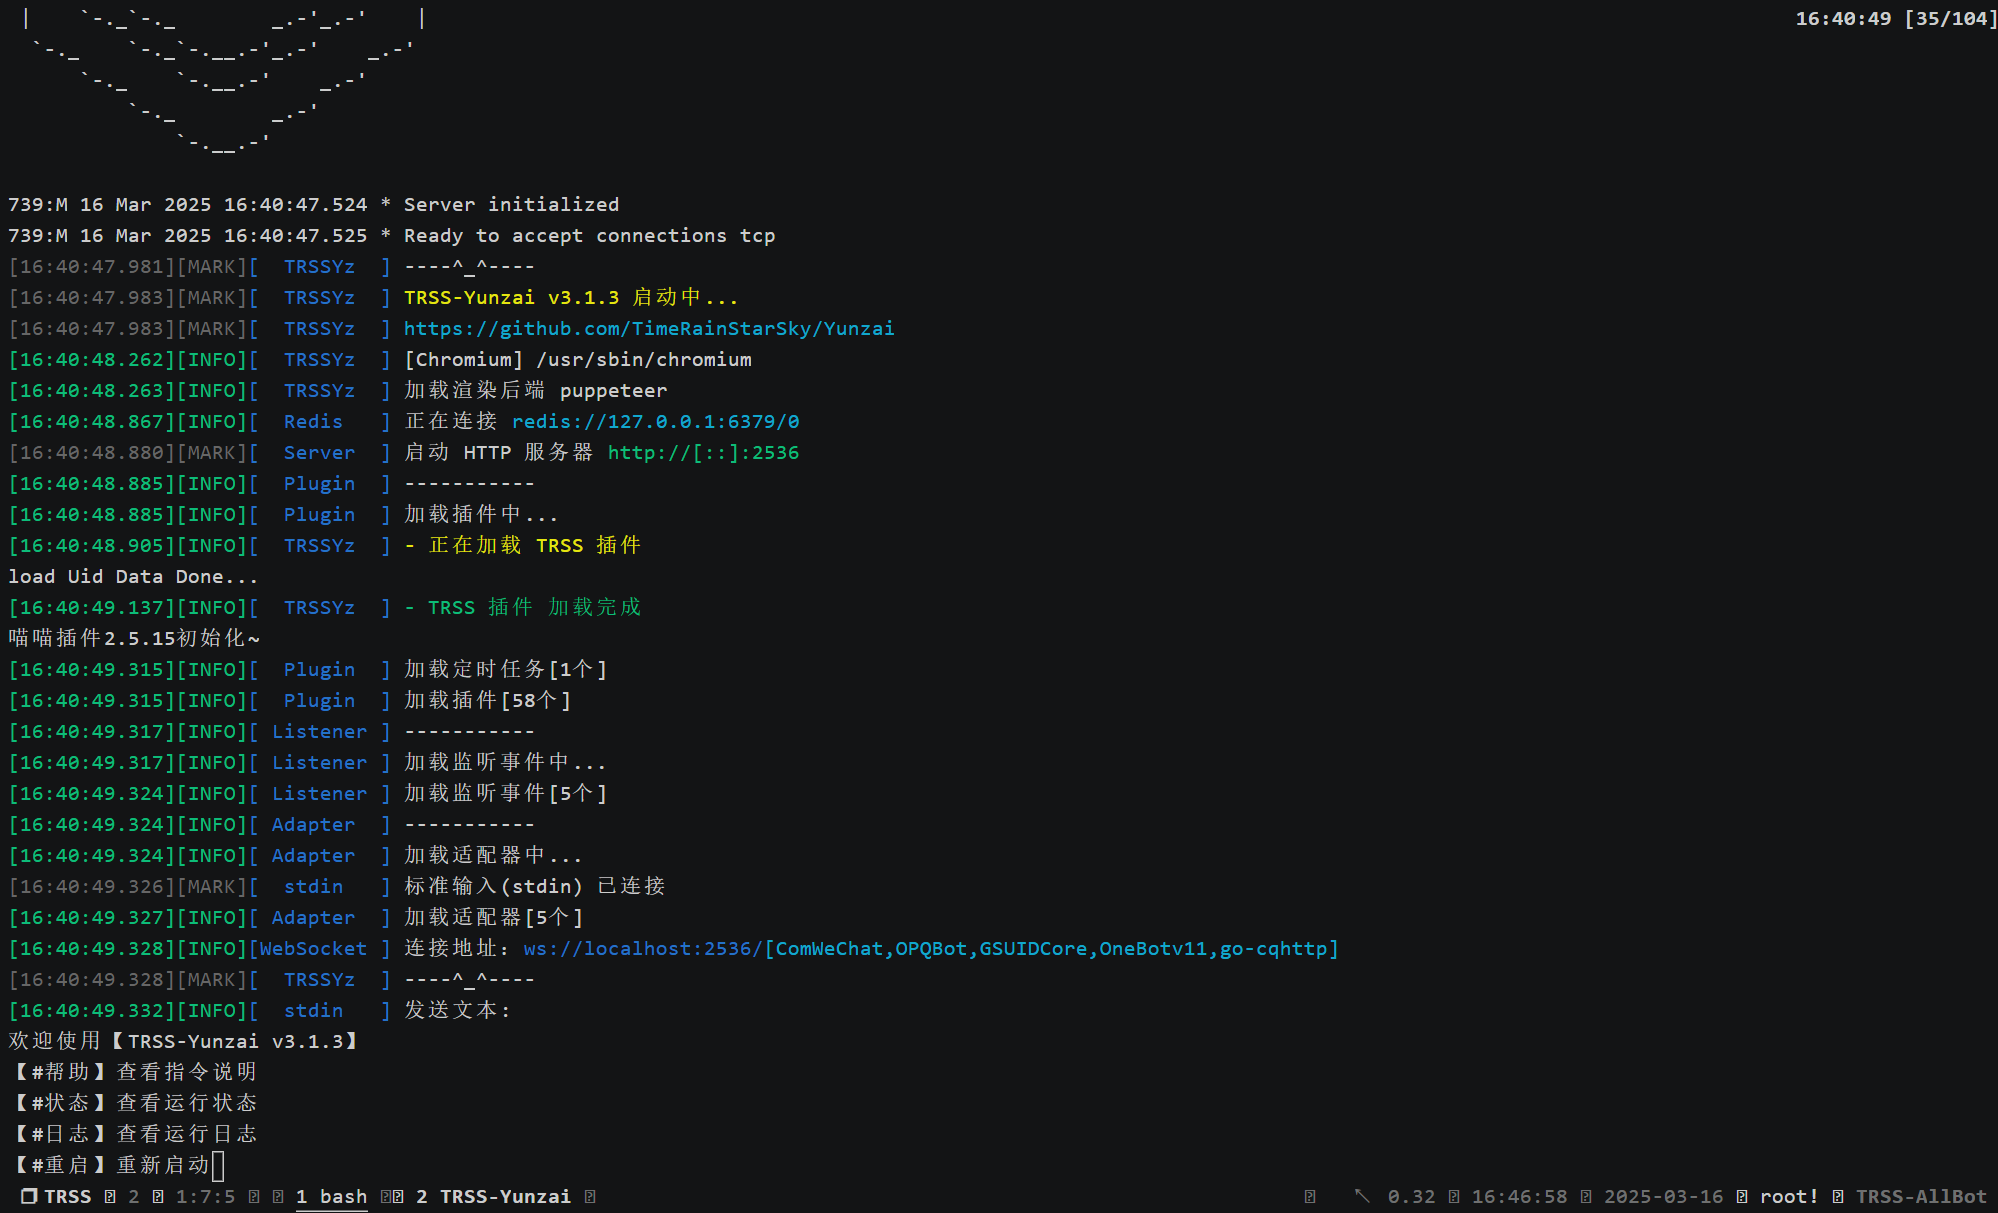 |    `-._`-._        _.-'_.-'    |
  `-._    `-._`-.__.-'_.-'    _.-'
      `-._    `-.__.-'    _.-'
          `-._        _.-'
              `-.__.-'
16:40:49 [35/104]
739:M 16 Mar 2025 16:40:47.524 * Server initialized
739:M 16 Mar 2025 16:40:47.525 * Ready to accept connections tcp
[16:40:47.981][MARK][  TRSSYz  ] ----^_^----
[16:40:47.983][MARK][  TRSSYz  ] TRSS-Yunzai v3.1.3 启动中...
[16:40:47.983][MARK][  TRSSYz  ] https://github.com/TimeRainStarSky/Yunzai
[16:40:48.262][INFO][  TRSSYz  ] [Chromium] /usr/sbin/chromium
[16:40:48.263][INFO][  TRSSYz  ] 加载渲染后端 puppeteer
[16:40:48.867][INFO][  Redis   ] 正在连接 redis://127.0.0.1:6379/0
[16:40:48.880][MARK][  Server  ] 启动 HTTP 服务器 http://[::]:2536
[16:40:48.885][INFO][  Plugin  ] -----------
[16:40:48.885][INFO][  Plugin  ] 加载插件中...
[16:40:48.905][INFO][  TRSSYz  ] - 正在加载 TRSS 插件
load Uid Data Done...
[16:40:49.137][INFO][  TRSSYz  ] - TRSS 插件 加载完成
喵喵插件2.5.15初始化~
[16:40:49.315][INFO][  Plugin  ] 加载定时任务[1个]
[16:40:49.315][INFO][  Plugin  ] 加载插件[58个]
[16:40:49.317][INFO][ Listener ] -----------
[16:40:49.317][INFO][ Listener ] 加载监听事件中...
[16:40:49.324][INFO][ Listener ] 加载监听事件[5个]
[16:40:49.324][INFO][ Adapter  ] -----------
[16:40:49.324][INFO][ Adapter  ] 加载适配器中...
[16:40:49.326][MARK][  stdin   ] 标准输入(stdin) 已连接
[16:40:49.327][INFO][ Adapter  ] 加载适配器[5个]
[16:40:49.328][INFO][WebSocket ] 连接地址：ws://localhost:2536/[ComWeChat,OPQBot,GSUIDCore,OneBotv11,go-cqhttp]
[16:40:49.328][MARK][  TRSSYz  ] ----^_^----
[16:40:49.332][INFO][  stdin   ] 发送文本：
欢迎使用【TRSS-Yunzai v3.1.3】
【#帮助】查看指令说明
【#状态】查看运行状态
【#日志】查看运行日志
【#重启】重新启动
❐ TRSS 2 1:7:5 1 bash 2 TRSS-Yunzai ↖ 0.32 16:46:58 2025-03-16 root! TRSS-AllBot